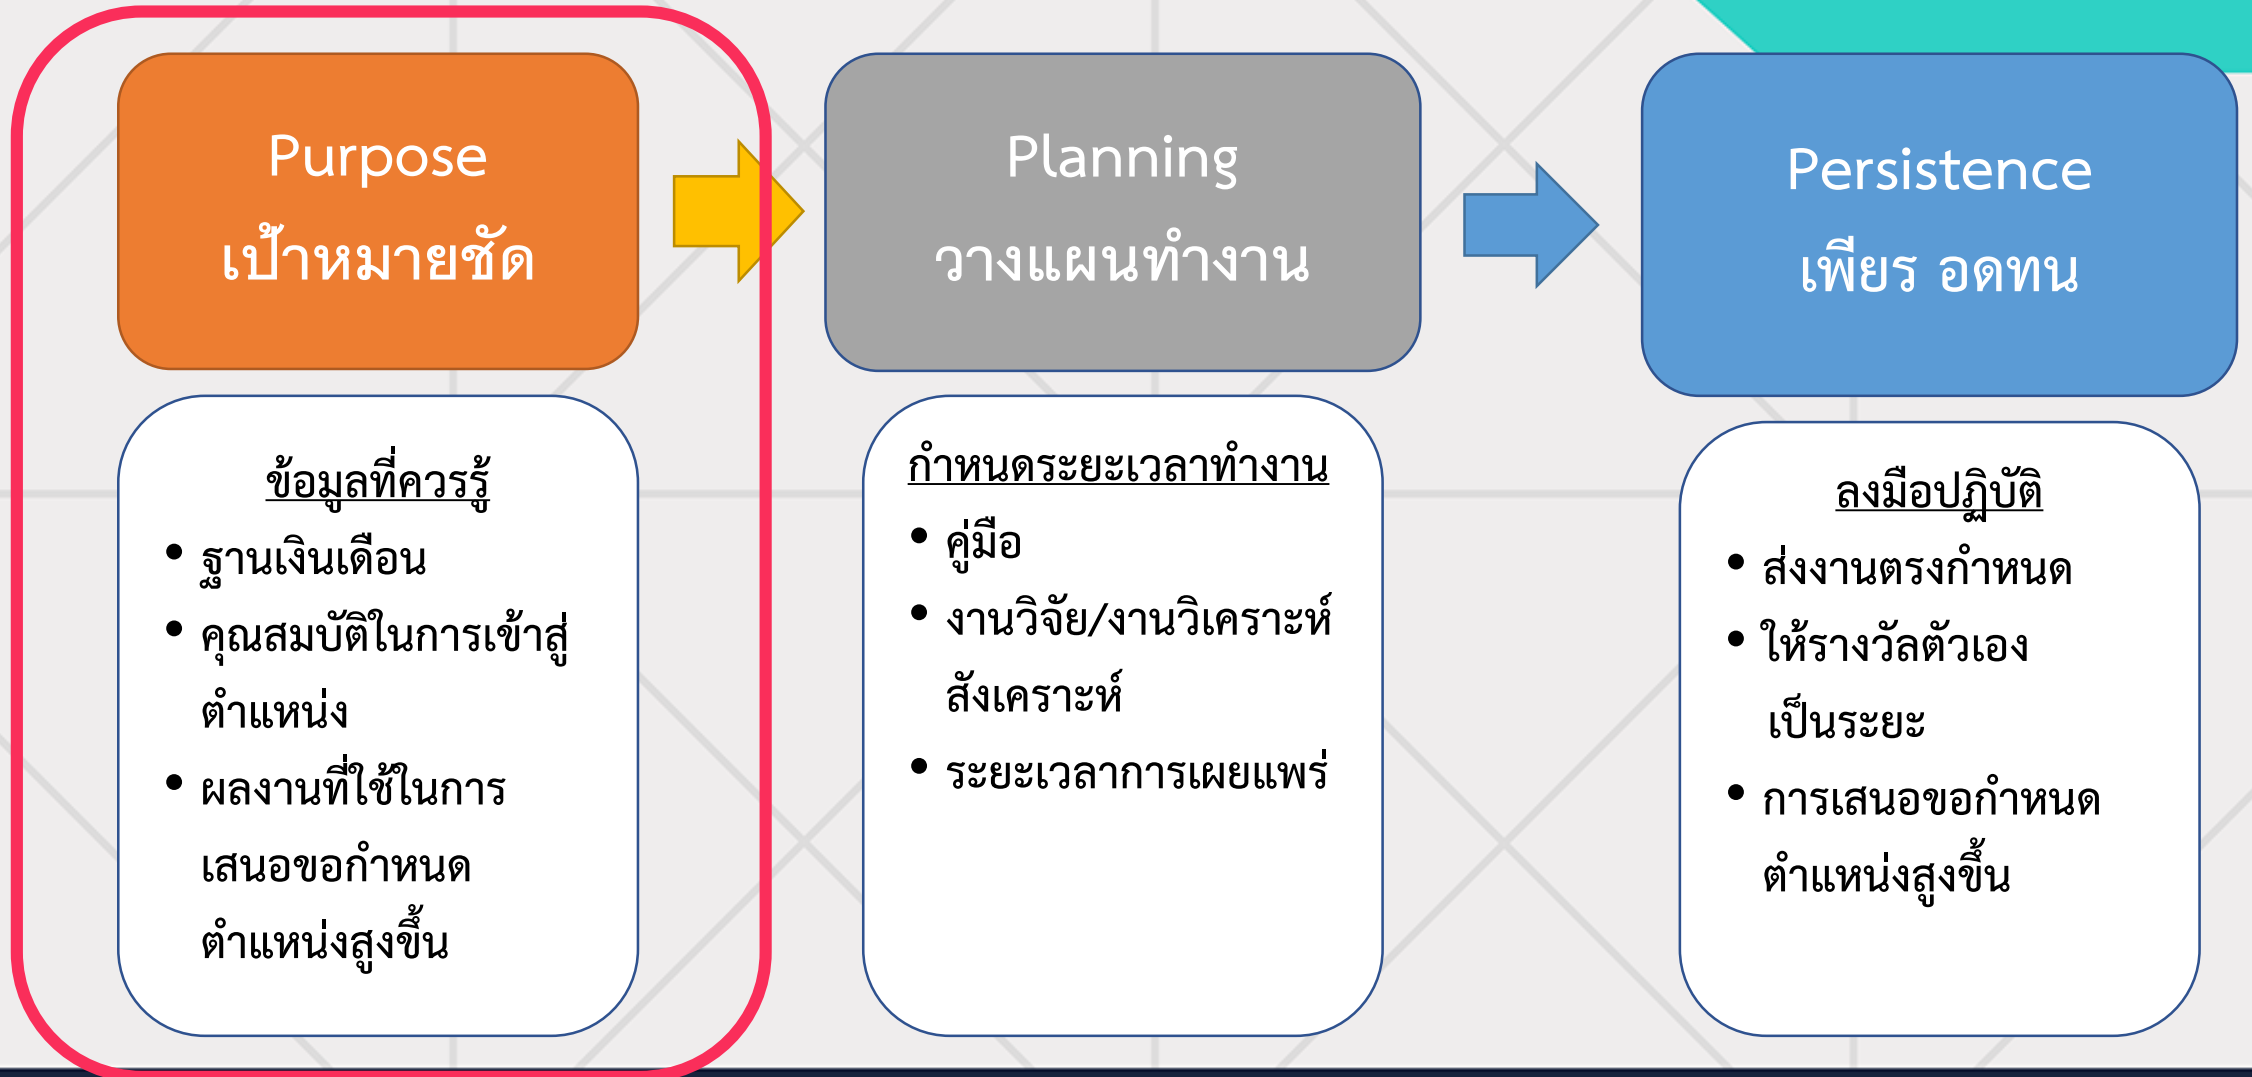 Purpose
เป้าหมายชัด
Planning
วางแผนทำงาน
Persistence
เพียร อดทน
ข้อมูลที่ควรรู้
• ฐานเงินเดือน
• คุณสมบัติในการเข้าสู่
ตำแหน่ง
• ผลงานที่ใช้ในการ
เสนอขอกำหนด
ตำแหน่งสูงขึ้น
กำหนดระยะเวลาทำงาน
• คู่มือ
• งานวิจัย/งานวิเคราะห์
สังเคราะห์
• ระยะเวลาการเผยแพร่
ลงมือปฏิบัติ
• ส่งงานตรงกำหนด
• ให้รางวัลตัวเอง
เป็นระยะ
• การเสนอขอกำหนด
ตำแหน่งสูงขึ้น